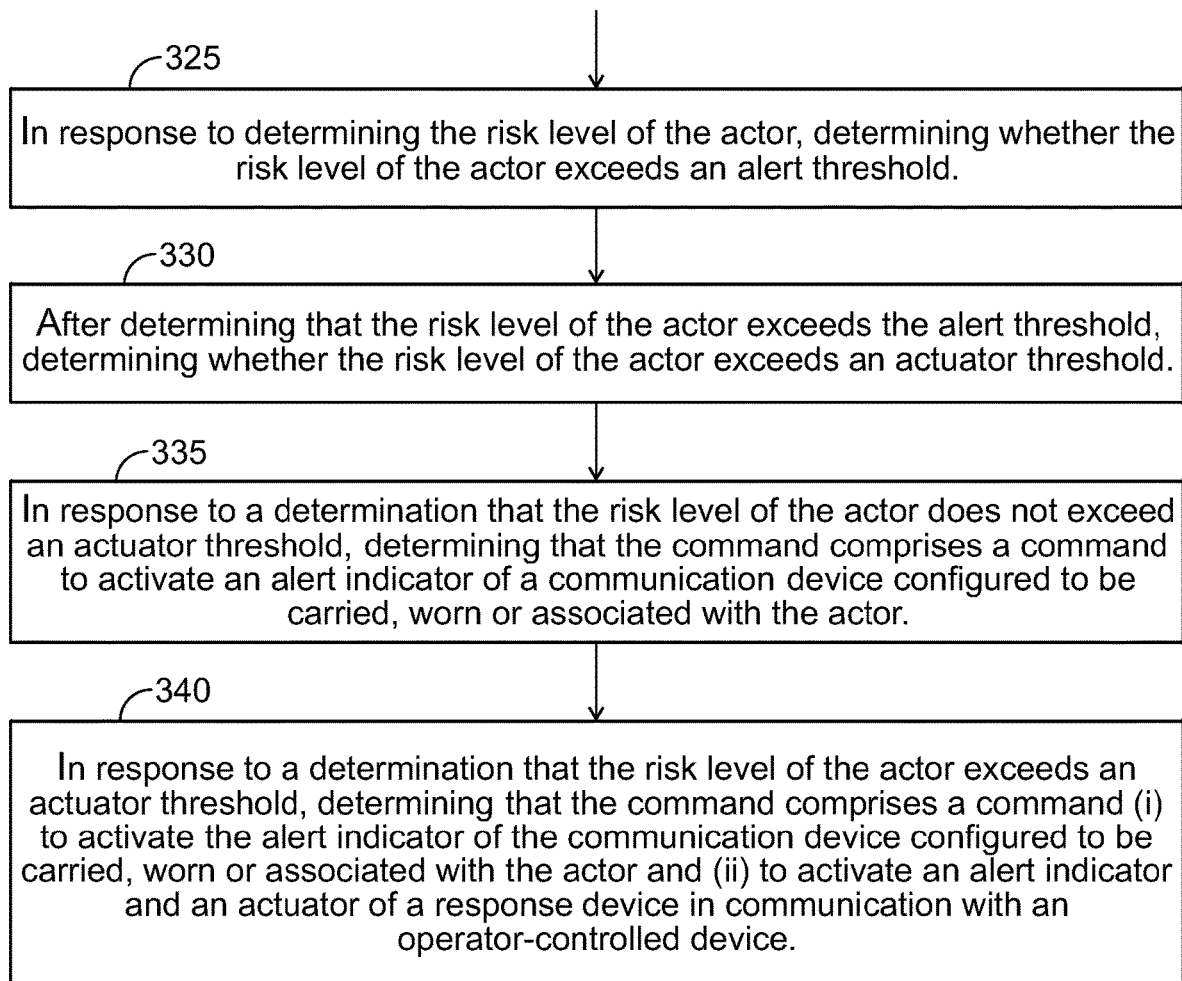 325
In response to determining the risk level of the actor, determining whether the
risk level of the actor exceeds an alert threshold.
330
After determining that the risk level of the actor exceeds the alert threshold,
determining whether the risk level of the actor exceeds an actuator threshold.
335
In response to a determination that the risk level of the actor does not exceed
an actuator threshold, determining that the command comprises a command
to activate an alert indicator of a communication device configured to be
carried, worn or associated with the actor.
340
In response to a determination that the risk level of the actor exceeds an
actuator threshold, determining that the command comprises a command (i)
to activate the alert indicator of the communication device configured to be
carried, worn or associated with the actor and (ii) to activate an alert indicator
and an actuator of a response device in communication with an
operator-controlled device.